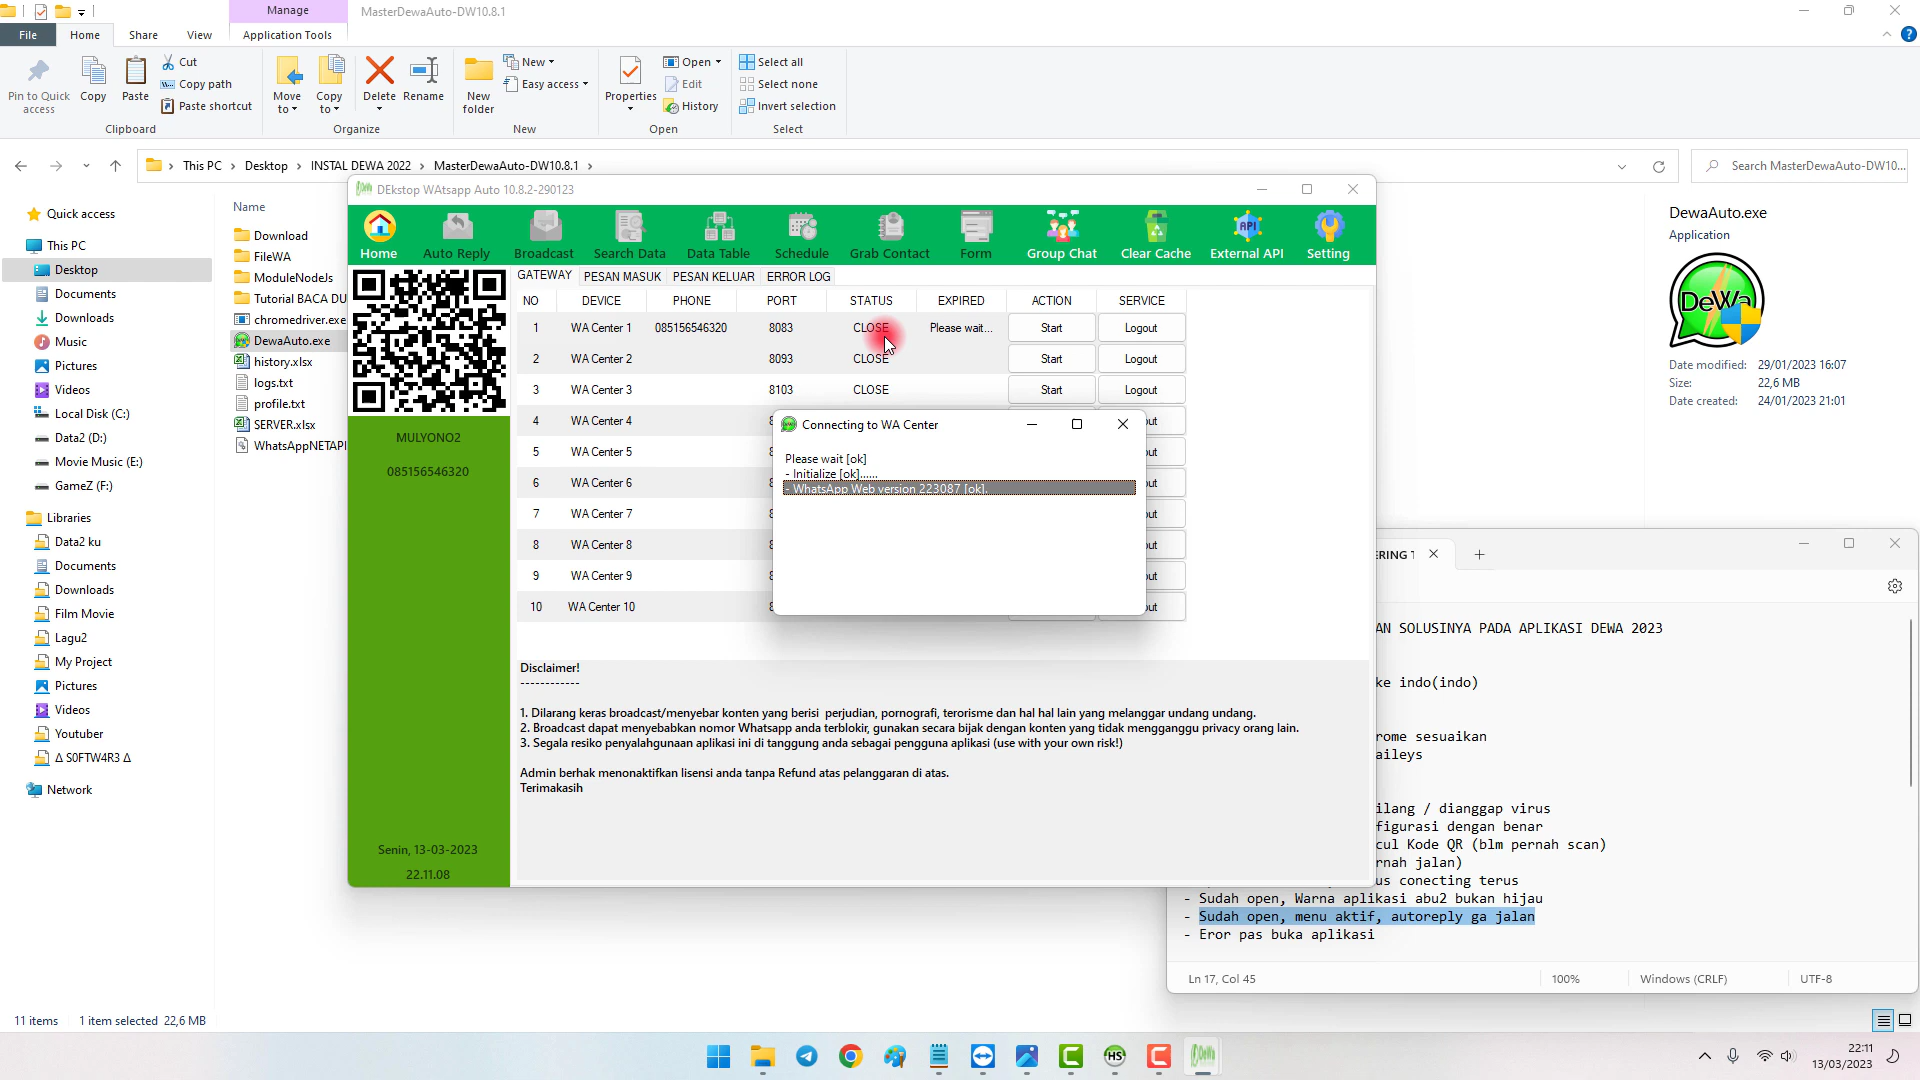 Manage
MasterDewaAuto-DW10.8.1
File
Home
Share
View
Application Tools
Pin to Quick access
Copy
Paste
Cut
Copy path
Paste shortcut
Move to
Copy to
Delete
Rename
New folder
New
Easy access
Properties
Open
Edit
History
Select all
Select none
Invert selection
Clipboard
Organize
New
Open
Select
This PC
Desktop
INSTAL DEWA 2022
MasterDewaAuto-DW10.8.1
Search MasterDewaAuto-DW10...
Quick access
This PC
Desktop
Documents
Downloads
Music
Pictures
Videos
Local Disk (C:)
Data2 (D:)
Movie Music (E:)
GameZ (F:)
Libraries
Data2 ku
Documents
Downloads
Film Movie
Lagu2
My Project
Pictures
Videos
Youtube
Δ S0FTW4R3 Δ
Network
Name
Download
FileWA
ModuleNodeJs
Tutorial BACA DU
chromedriver.exe
DewaAuto.exe
history.xlsx
logs.txt
profile.txt
SERVER.xlsx
WhatsAppNETAPI
DEkstop WAtsapp Auto 10.8.2-290123
Home
Auto Reply
Broadcast
Search Data
Data Table
Schedule
Grab Contact
Form
Group Chat
Clear Cache
External API
Setting
GATEWAY
PESAN MASUK
PESAN KELUAR
ERROR LOG
NO DEVICE PHONE PORT STATUS EXPIRED ACTION SERVICE
1 WA Center 1 085156546320 8083 CLOSE Please wait... Start Logout
2 WA Center 2 8093 CLOSE Start Logout
3 WA Center 3 8103 CLOSE Start Logout
4 WA Center 4
5 WA Center 5
6 WA Center 6
7 WA Center 7
8 WA Center 8
9 WA Center 9
10 WA Center 10
Connecting to WA Center
Please wait [ok]
- Initialize [ok]......
- WhatsApp Web version 223087 [ok].
MULYONO2
085156546320
Senin, 13-03-2023
22.11.08
Disclaimer!
------------
1. Dilarang keras broadcast/menyebar konten yang berisi perjudian, pornografi, terorisme dan hal hal lain yang melanggar undang undang.
2. Broadcast dapat menyebabkan nomor Whatsapp anda terblokir, gunakan secara bijak dengan konten yang tidak mengganggu privacy orang lain.
3. Segala resiko penyalahgunaan aplikasi ini di tanggung anda sebagai pengguna aplikasi (use with your own risk!)
Admin berhak menonaktifkan lisensi anda tanpa Refund atas pelanggaran di atas.
Terimakasih
DewaAuto.exe
Application
DeWa
Date modified: 29/01/2023 16:07
Size: 22,6 MB
Date created: 24/01/2023 21:01
ERING T
AN SOLUSINYA PADA APLIKASI DEWA 2023
ke indo(indo)
rome sesuaikan
aileys
ilang / dianggap virus
figurasi dengan benar
cul Kode QR (blm pernah scan)
rnah jalan)
us conecting terus
- Sudah open, Warna aplikasi abu2 bukan hijau
- Sudah open, menu aktif, autoreply ga jalan
- Eror pas buka aplikasi
Ln 17, Col 45
100%
Windows (CRLF)
UTF-8
11 items
1 item selected 22,6 MB
HS
DeWa
22:11
13/03/2023